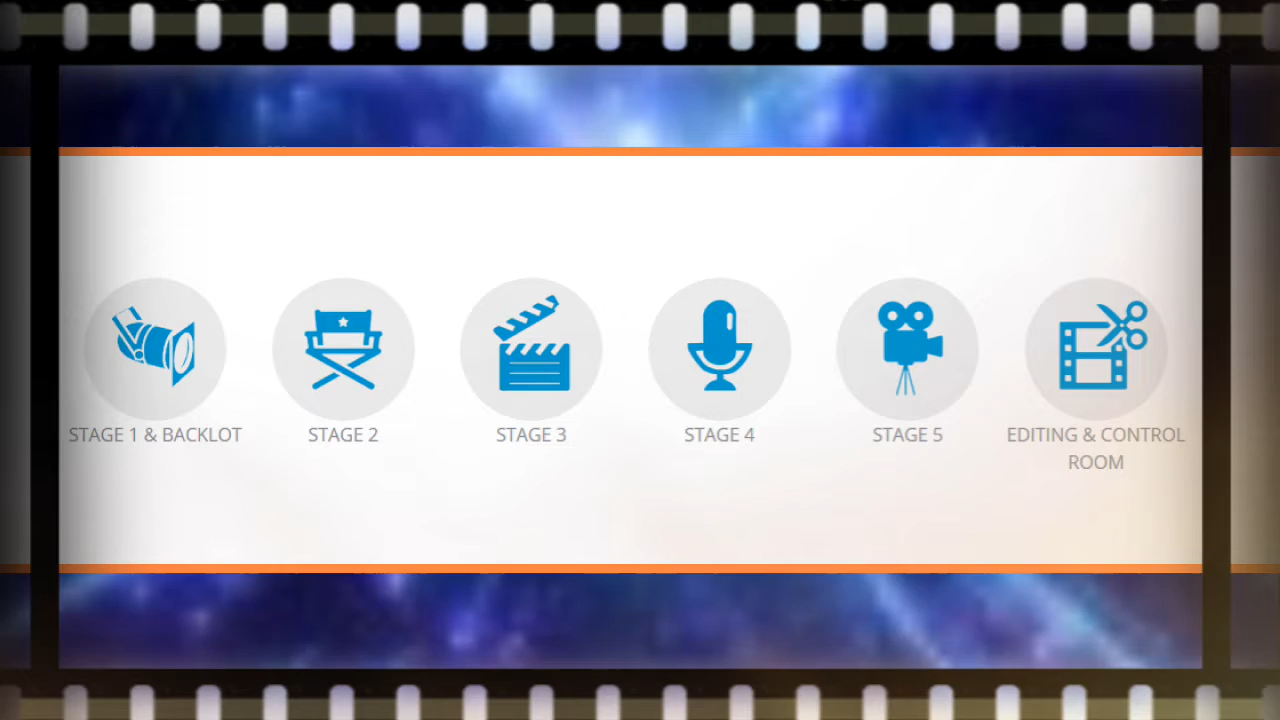 STAGE 1 & BACKLOT
STAGE 2
STAGE 3
STAGE 4
STAGE 5
EDITING & CONTROL
ROOM